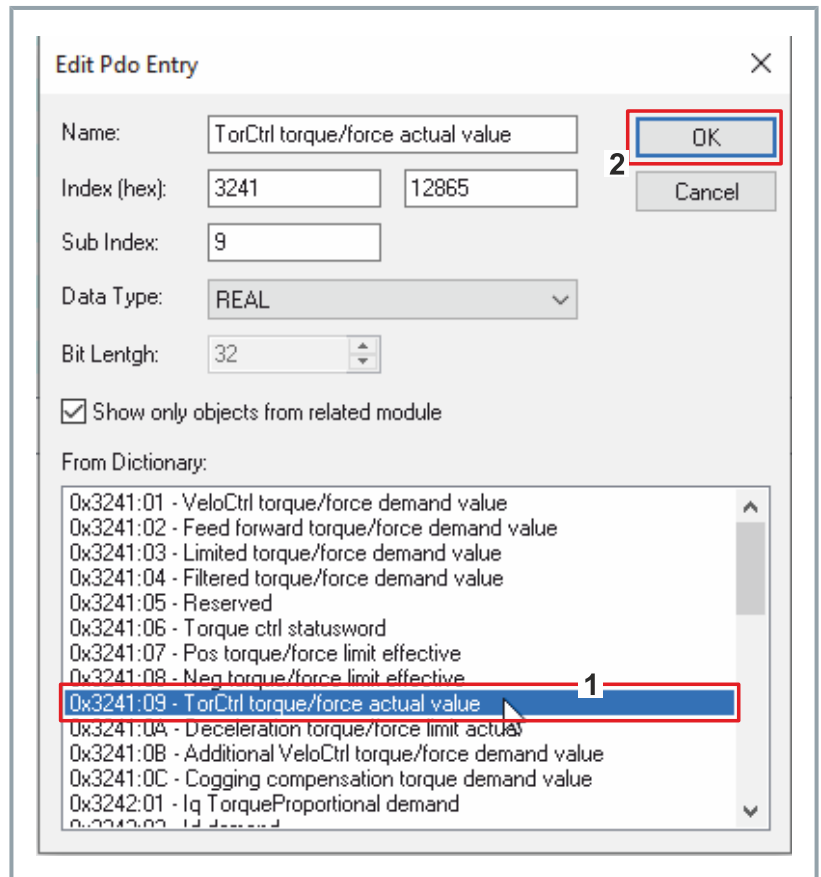 Edit Pdo Entry
Name: TorCtrl torque/force actual value OK
2
Index (hex): 3241 12865 Cancel
Sub Index: 9
Data Type: REAL
Bit Lentgh: 32
Show only objects from related module
From Dictionary:
0x3241:01 - VeloCtrl torque/force demand value
0x3241:02 - Feed forward torque/force demand value
0x3241:03 - Limited torque/force demand value
0x3241:04 - Filtered torque/force demand value
0x3241:05 - Reserved
0x3241:06 - Torque ctrl statusword
0x3241:07 - Pos torque/force limit effective
0x3241:08 - Neg torque/force limit effective
1
0x3241:09 - TorCtrl torque/force actual value
0x3241:0A - Deceleration torque/force limit actual
0x3241:0B - Additional VeloCtrl torque/force demand value
0x3241:0C - Cogging compensation torque demand value
0x3242:01 - Iq TorqueProportional demand